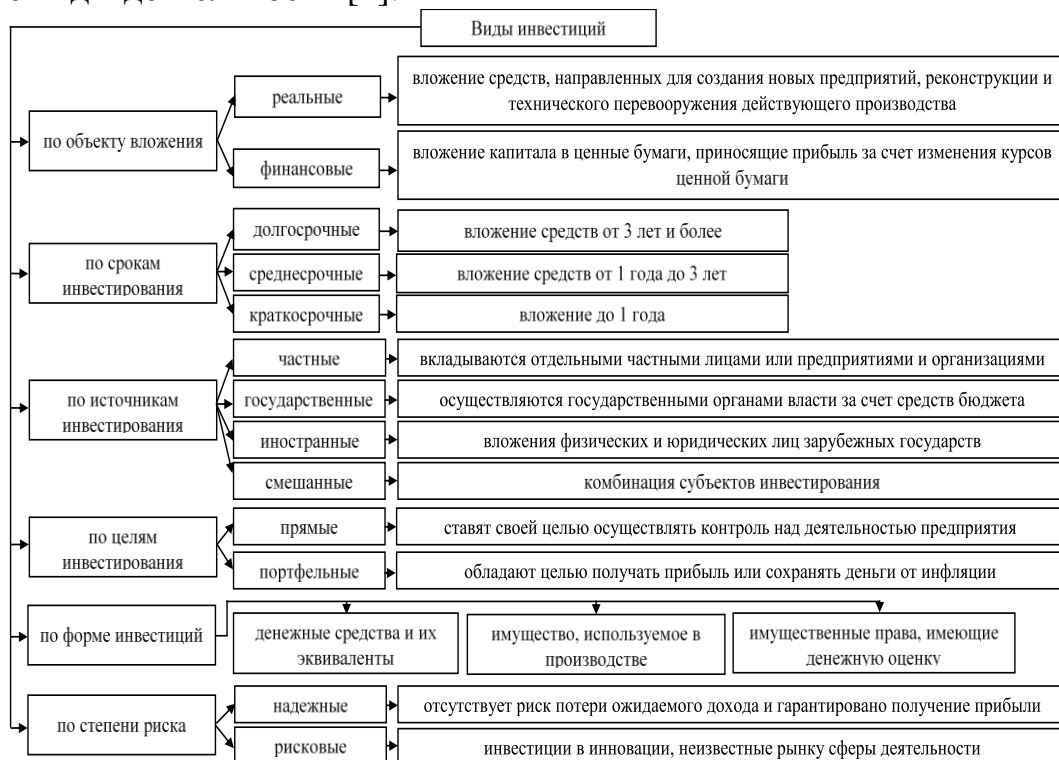 Виды инвестиций
по объекту вложения
реальные
вложение средств, направленных для создания новых предприятий, реконструкции и
технического перевооружения действующего производства
финансовые
вложение капитала в ценные бумаги, приносящие прибыль за счет изменения курсов
ценной бумаги
по срокам
инвестирования
долгосрочные
вложение средств от 3 лет и более
среднесрочные
вложение средств от 1 года до 3 лет
краткосрочные
вложение до 1 года
по источникам
инвестирования
частные
вкладываются отдельными частными лицами или предприятиями и организациями
государственные
осуществляются государственными органами власти за счет средств бюджета
иностранные
вложения физических и юридических лиц зарубежных государств
смешанные
комбинация субъектов инвестирования
по целям
инвестирования
прямые
ставят своей целью осуществлять контроль над деятельностью предприятия
портфельные
обладают целью получать прибыль или сохранять деньги от инфляции
по форме инвестиций
денежные средства и их
эквиваленты
имущество, используемое в
производстве
имущественные права, имеющие
денежную оценку
по степени риска
надежные
отсутствует риск потери ожидаемого дохода и гарантировано получение прибыли
рисковые
инвестиции в инновации, неизвестные рынку сферы деятельности